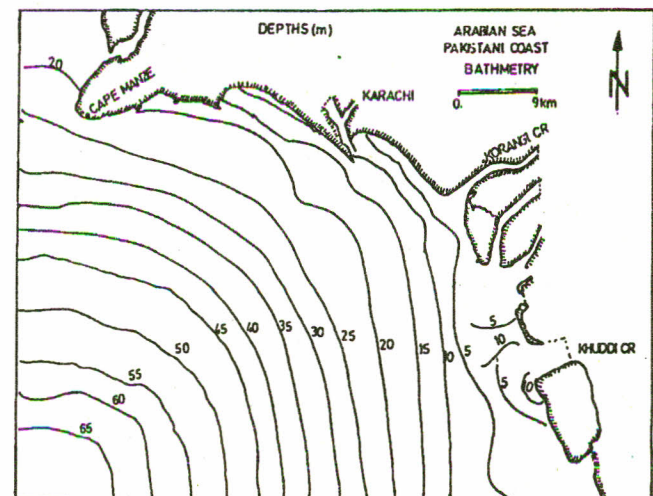 DEPTHS (m)
ARABIAN SEA
PAKISTANI COAST
BATHMETRY
0. 9km
N
20
CAPE MANZE
KARACHI
KORANGI CR
KHUDDI CR
5
10
5
10
5
10
15
20
25
30
35
40
45
50
55
60
65